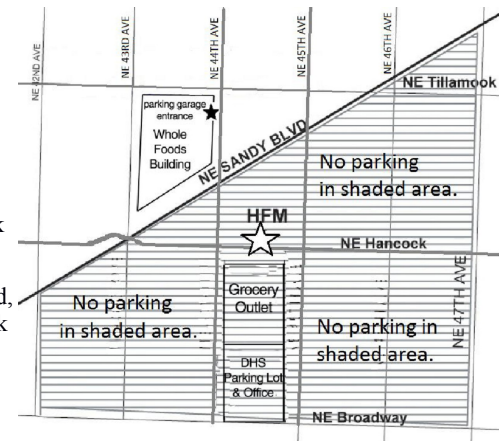 NE 42ND AVE
NE 43RD AVE
NE 44TH AVE
NE 45TH AVE
NE 46TH AVE
NE Tillamook
parking garage
entrance
Whole
Foods
Building
NE SANDY BLVD
No parking
in shaded area.
k
HFM
NE Hancock
NE 47TH AVE
d,
k
No parking
in shaded area.
Grocery
Outlet
No parking in
shaded area.
DHS
Parking Lot
& Office
NE Broadway